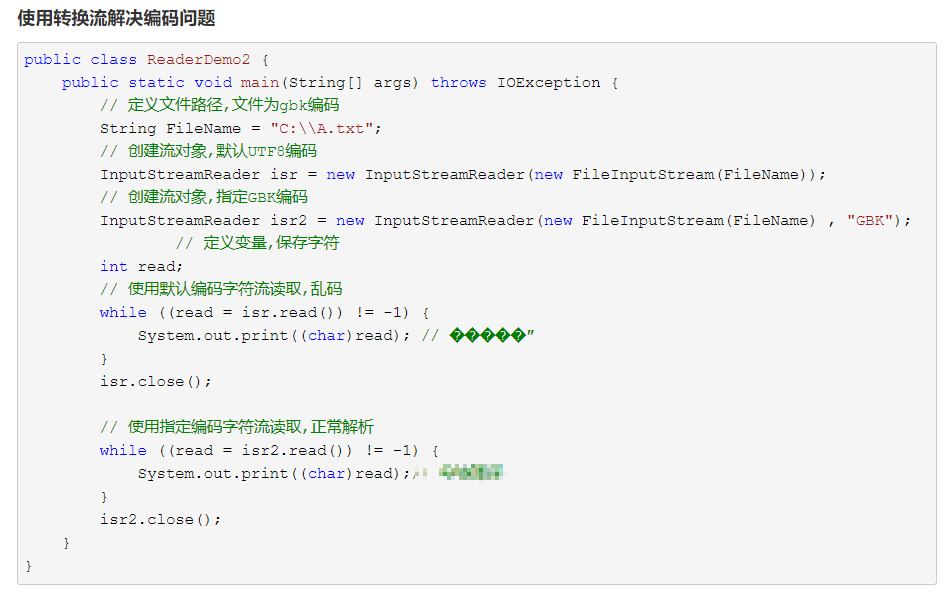 使用转换流解决编码问题
public class ReaderDemo2 {
    public static void main(String[] args) throws IOException {
        // 定义文件路径,文件为gbk编码
        String FileName = "C:\\A.txt";
        // 创建流对象,默认UTF8编码
        InputStreamReader isr = new InputStreamReader(new FileInputStream(FileName));
        // 创建流对象,指定GBK编码
        InputStreamReader isr2 = new InputStreamReader(new FileInputStream(FileName) , "GBK");
                // 定义变量,保存字符
        int read;
        // 使用默认编码字符流读取,乱码
        while ((read = isr.read()) != -1) {
            System.out.print((char)read); // �����”
        }
        isr.close();
        // 使用指定编码字符流读取,正常解析
        while ((read = isr2.read()) != -1) {
            System.out.print((char)read);
        }
        isr2.close();
    }
}